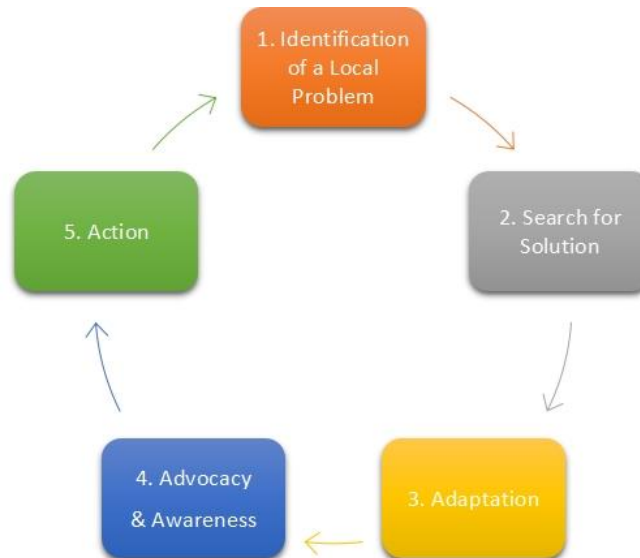 1. Identification
of a Local
Problem
2. Search for
Solution
3. Adaptation
4. Advocacy
& Awareness
5. Action